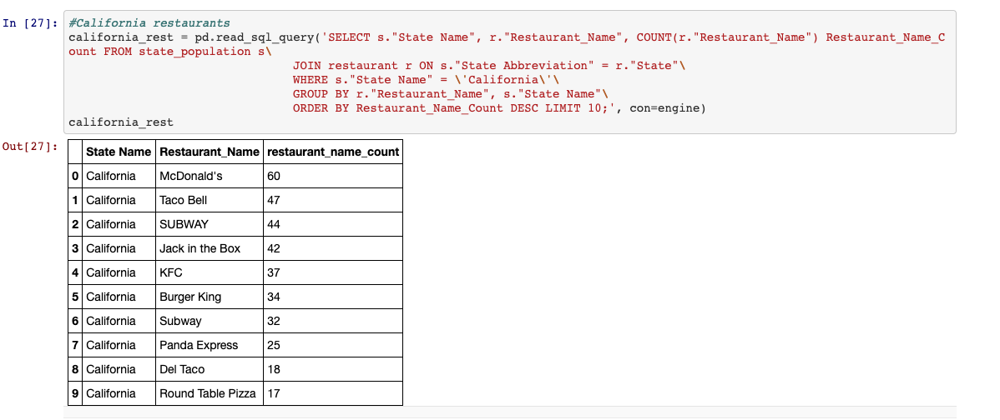 In [27]: #California restaurants
california_rest = pd.read_sql_query('SELECT s."State Name", r."Restaurant_Name", COUNT(r."Restaurant_Name") Restaurant_Name_C
ount FROM state_population s\
JOIN restaurant r ON s."State Abbreviation" = r."State"\
WHERE s."State Name" = \'California\'\
GROUP BY r."Restaurant_Name", s."State Name"\
ORDER BY Restaurant_Name_Count DESC LIMIT 10;', con=engine)
california_rest
Out[27]:
State Name Restaurant_Name restaurant_name_count
0 California McDonald's 60
1 California Taco Bell 47
2 California SUBWAY 44
3 California Jack in the Box 42
4 California KFC 37
5 California Burger King 34
6 California Subway 32
7 California Panda Express 25
8 California Del Taco 18
9 California Round Table Pizza 17